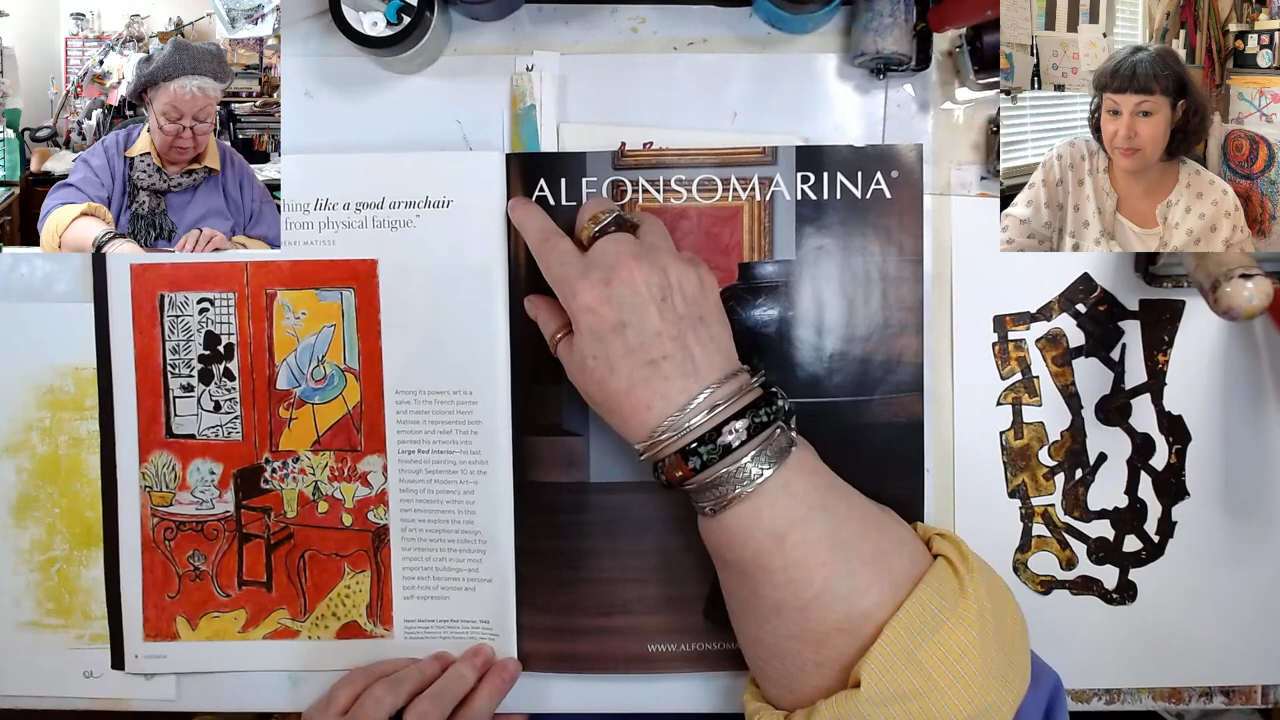 hing like a good armchair
from physical fatigue.”
HENRI MATISSE
Among its powers, art is a
salve. To the French painter
and master colorist Henri
Matisse, it represented both
emotion and relief. That he
painted his artworks into
Large Red Interior—his last
finished oil painting, on exhibit
through September 10 at the
Museum of Modern Art—is
telling of its potency, and
even necessity, within our
own environments. In this
issue, we explore the role
of art in exceptional design,
from the works we collect for
our interiors to the enduring
impact of craft in our most
important buildings—and
how each becomes a personal
bolt-hole of wonder and
self-expression.
Henri Matisse Large Red Interior, 1948
ALFONSOMARINA®
WWW.ALFONSOMA